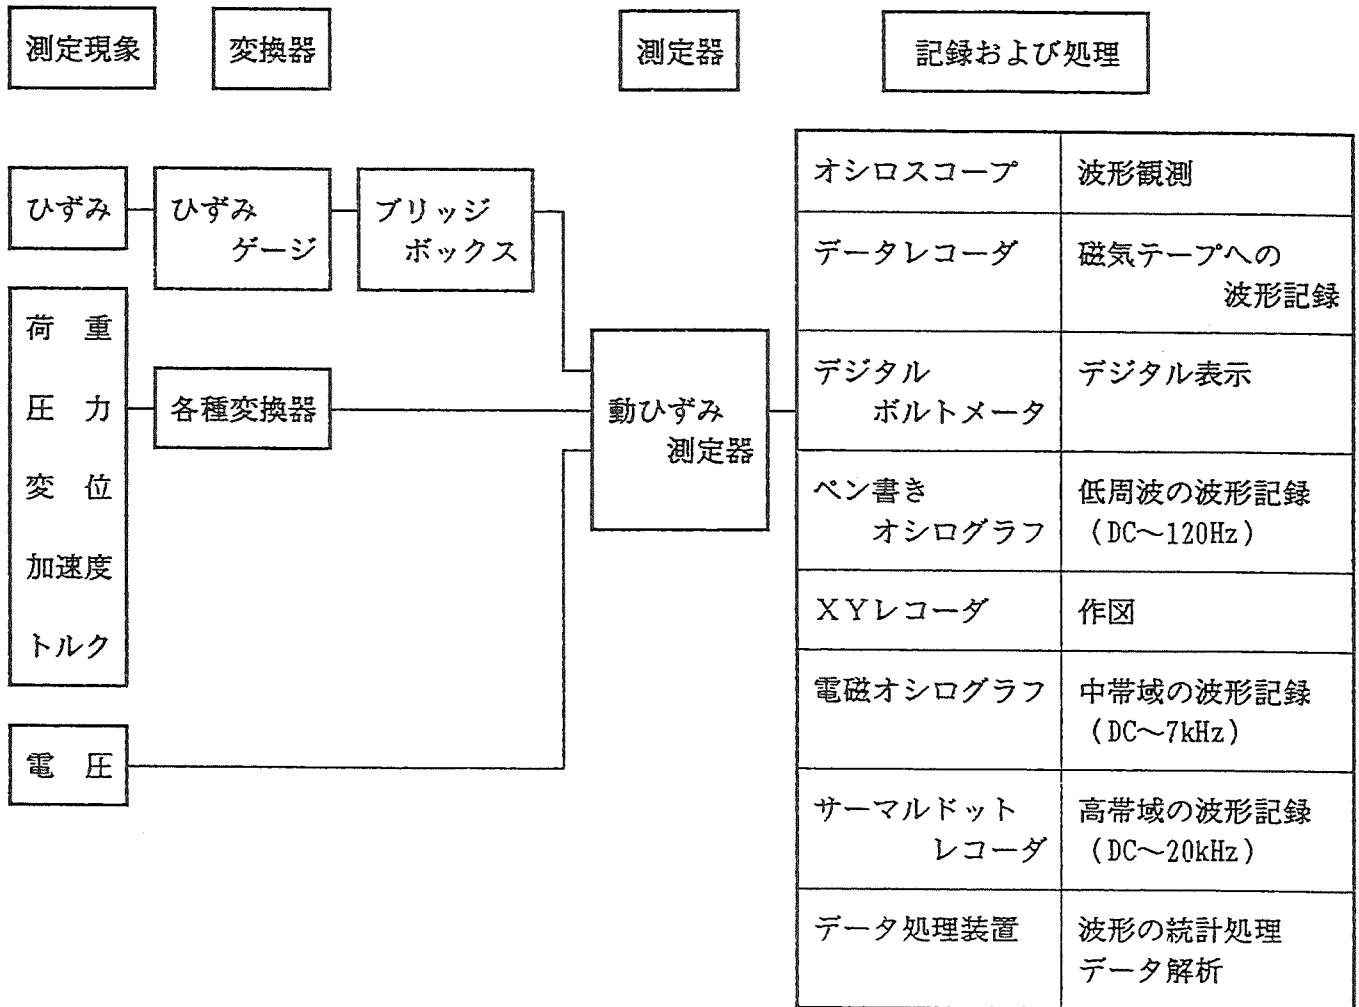 測定現象
変換器
測定器
記録および処理
ひずみ
ひずみ
ゲージ
ブリッジ
ボックス
荷 重
圧 力
変 位
加速度
トルク
各種変換器
電 圧
動ひずみ
測定器
オシロスコープ
波形観測
データレコーダ
磁気テープへの
波形記録
デジタル
ボルトメータ
デジタル表示
ペン書き
オシログラフ
低周波の波形記録
(DC～120Hz)
XYレコーダ
作図
電磁オシログラフ
中帯域の波形記録
(DC～7kHz)
サーマルドット
レコーダ
高帯域の波形記録
(DC～20kHz)
データ処理装置
波形の統計処理
データ解析